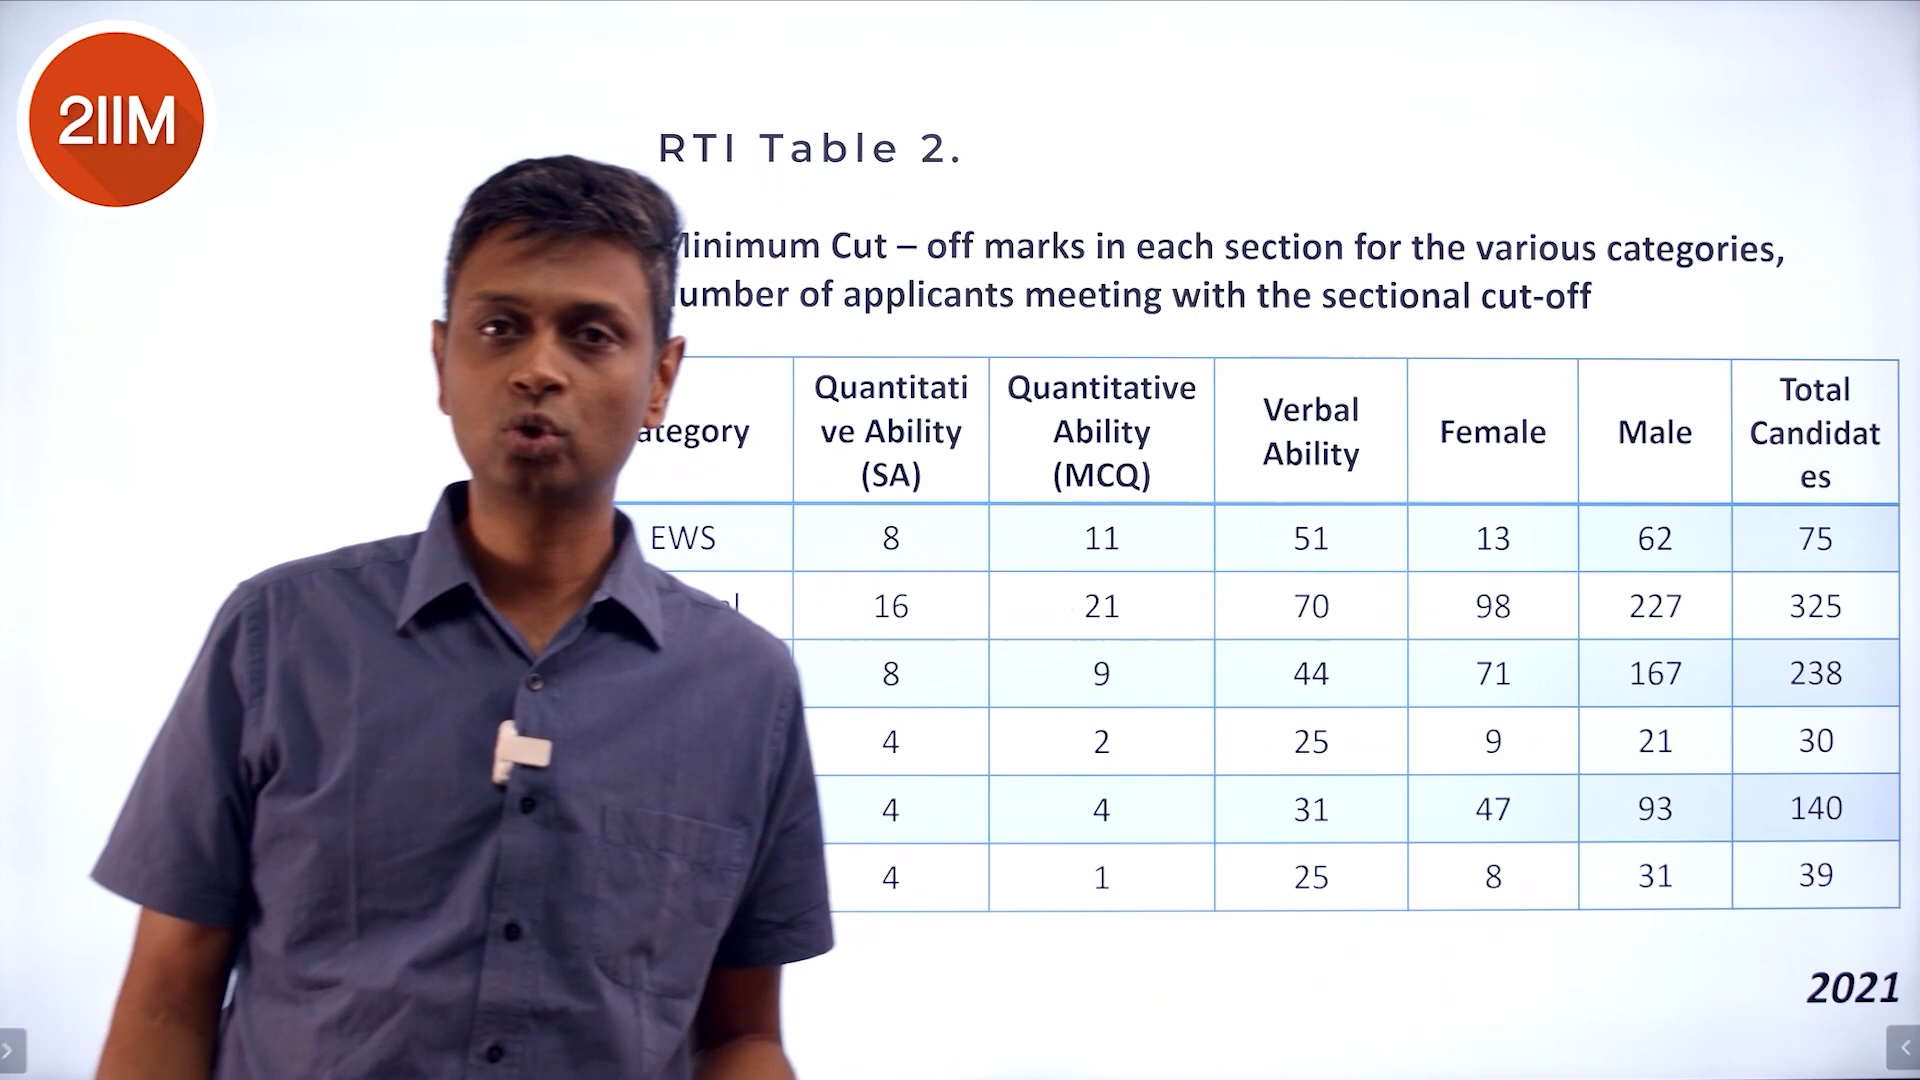 2IIM
RTI Table 2.
Minimum Cut – off marks in each section for the various categories,
number of applicants meeting with the sectional cut-off
Category
Quantitati
ve Ability
(SA)
Quantitative
Ability
(MCQ)
Verbal
Ability
Female
Male
Total
Candidat
es
EWS 8 11 51 13 62 75
16 21 70 98 227 325
8 9 44 71 167 238
4 2 25 9 21 30
4 4 31 47 93 140
4 1 25 8 31 39
2021